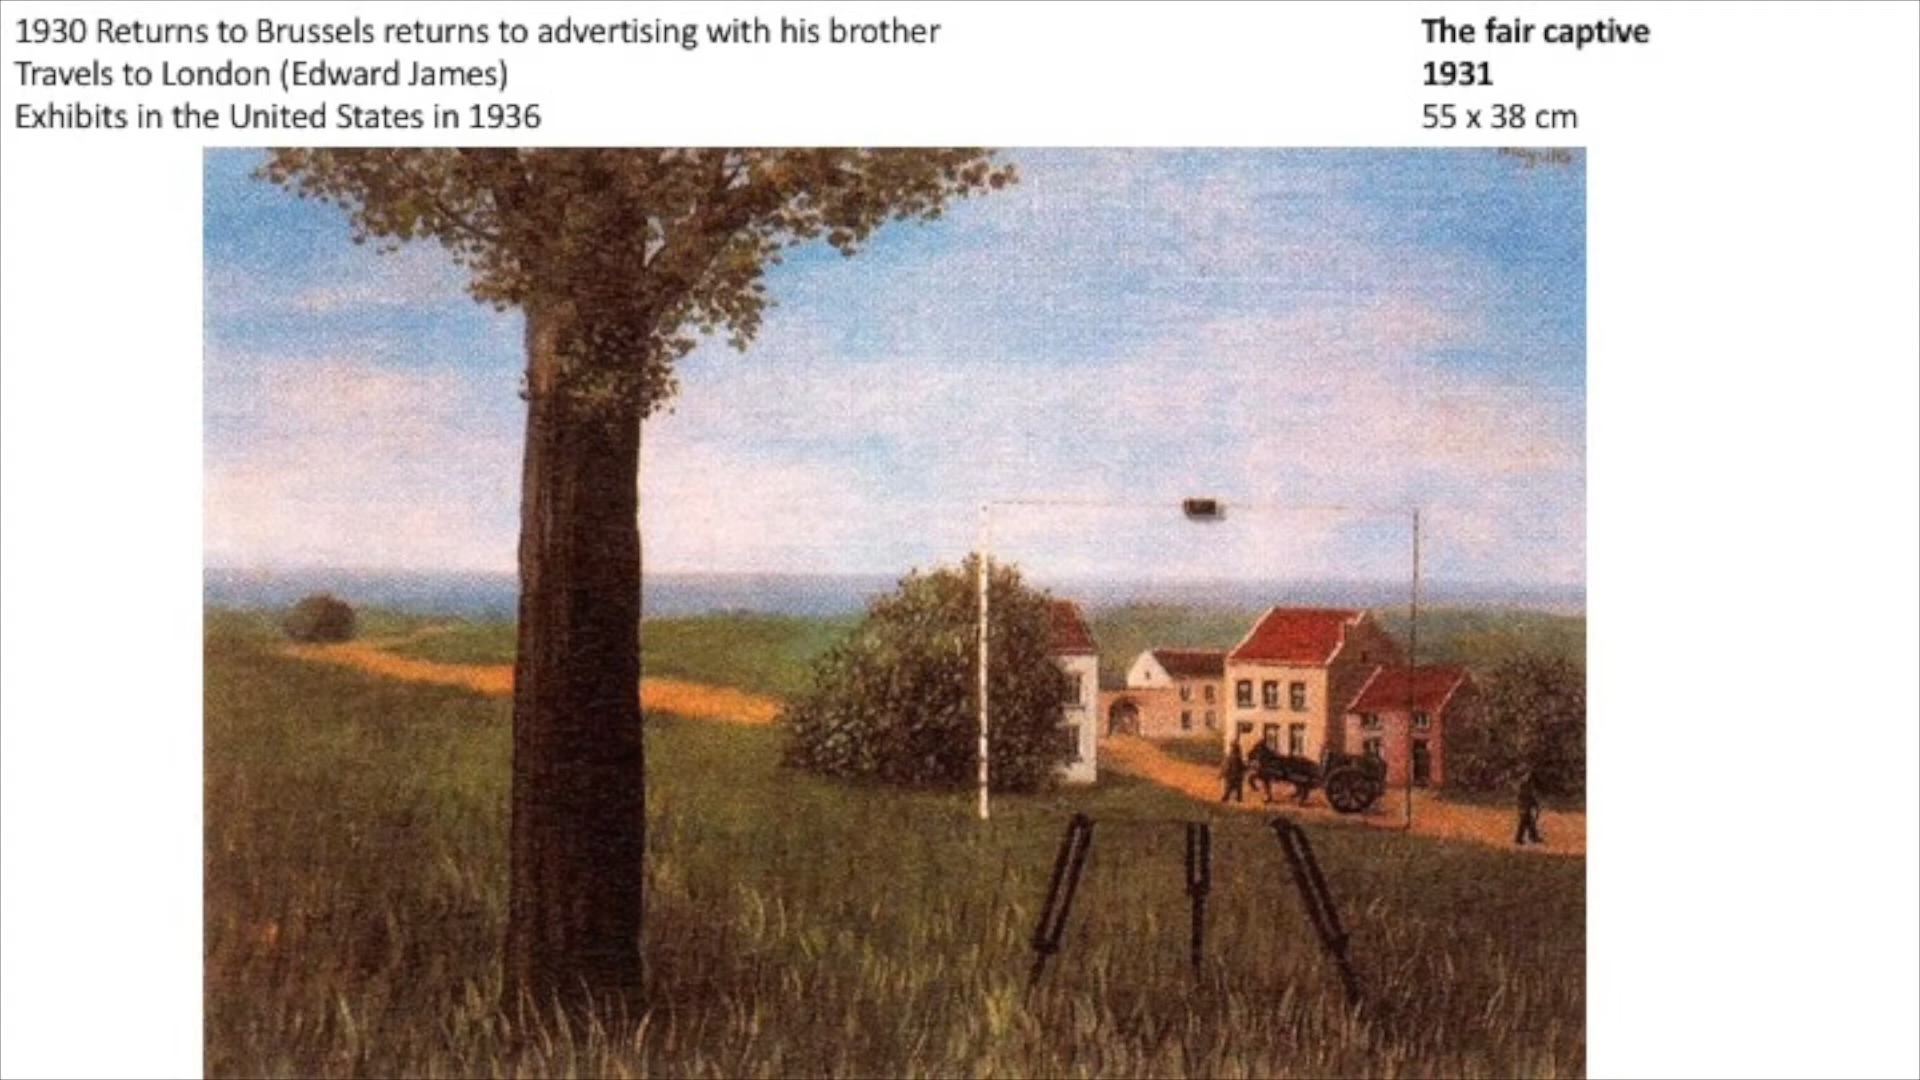 1930 Returns to Brussels returns to advertising with his brother
Travels to London (Edward James)
Exhibits in the United States in 1936
The fair captive
1931
55 x 38 cm